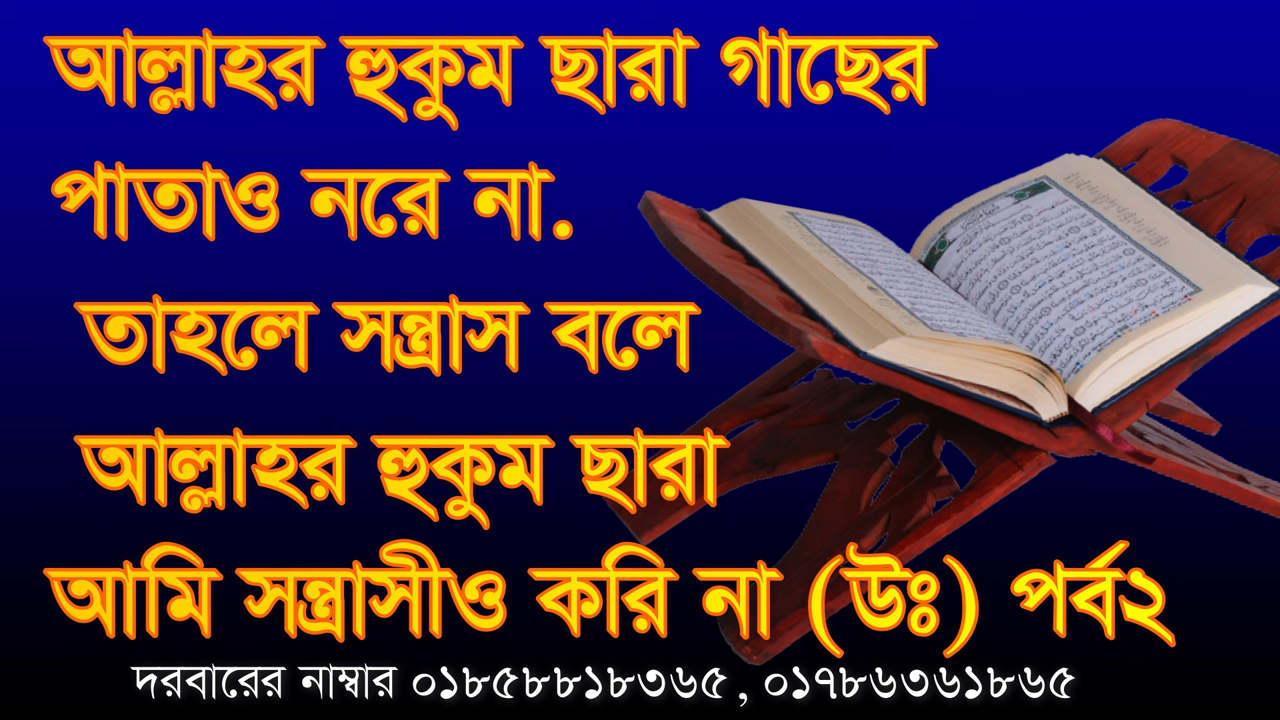 আল্লাহর হুকুম ছারা গাছের
পাতাও নরে না.
তাহলে সন্ত্রাস বলে
আল্লাহর হুকুম ছারা
আমি সন্ত্রাসীও করি না (উঃ) পর্ব২
দরবারের নাম্বার ০১৮৫৮৮১৮৩৬৫, ০১৭৮৬৩৬১৮৬৫